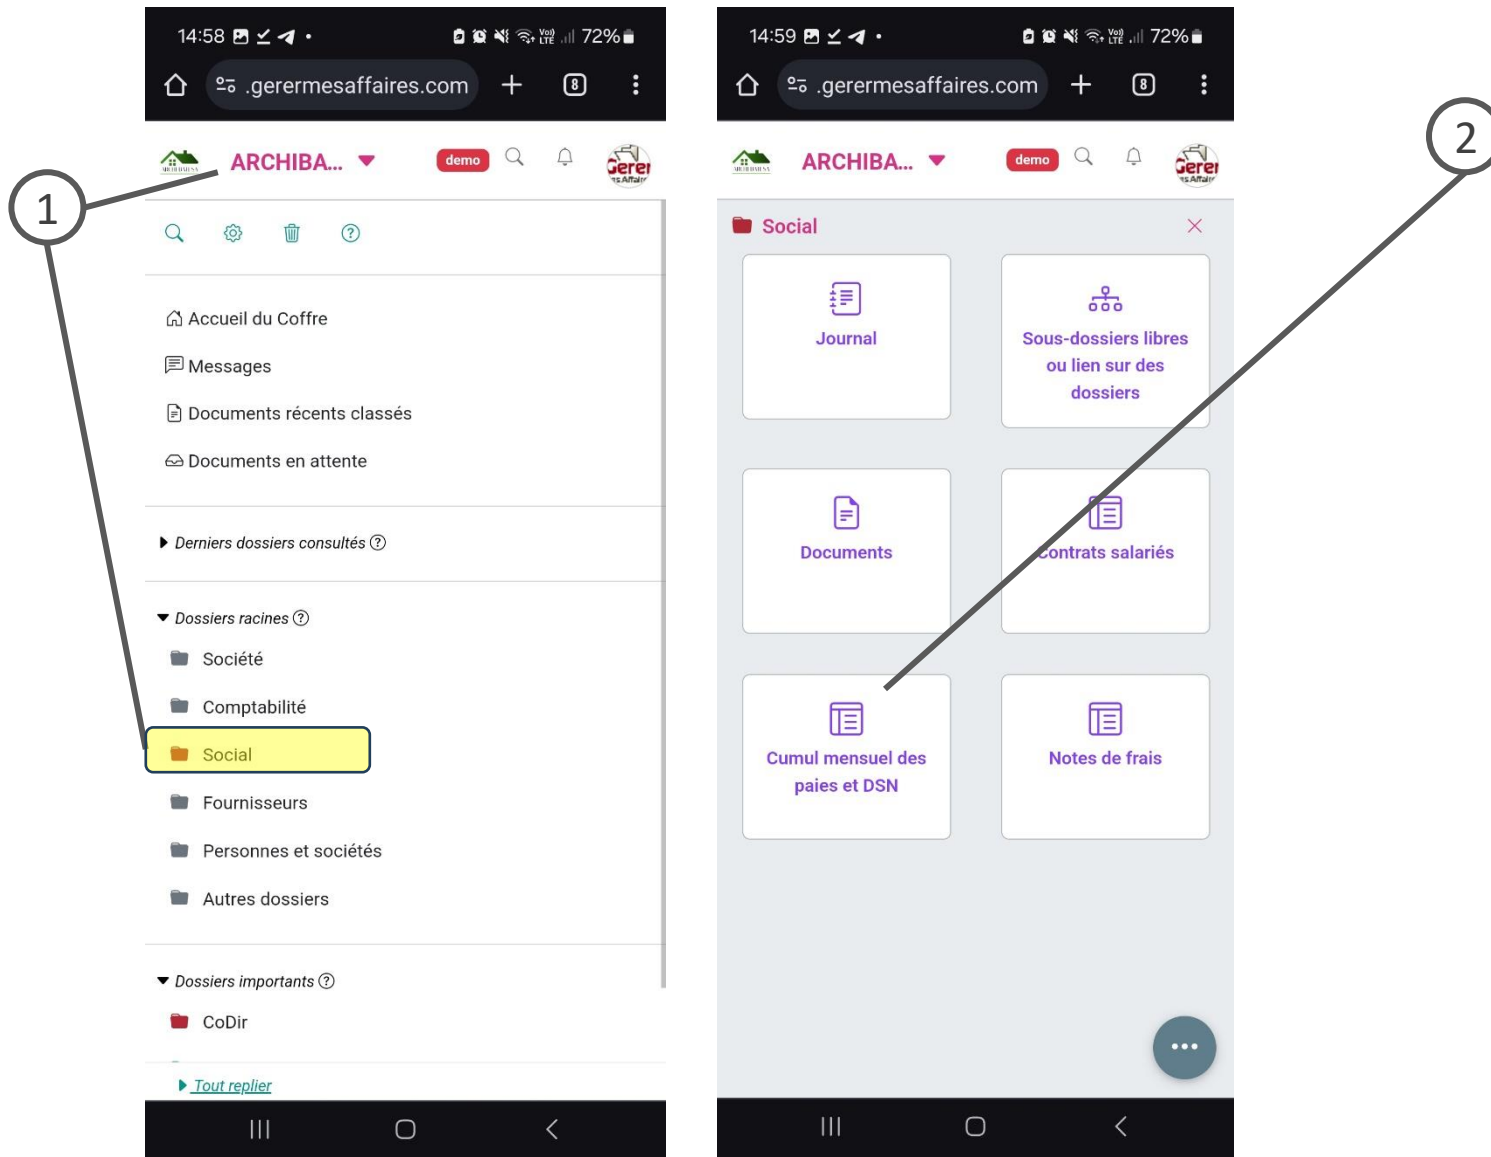 1
14:58
72%
.gerermesaffaires.com
8
ARCHIBA...
demo
Accueil du Coffre
Messages
Documents récents classés
Documents en attente
Derniers dossiers consultés ?
Dossiers racines ?
Société
Comptabilité
Social
Fournisseurs
Personnes et sociétés
Autres dossiers
Dossiers importants ?
CoDir
Tout replier
2
14:59
72%
.gerermesaffaires.com
8
ARCHIBA...
demo
Social
Journal
Sous-dossiers libres
ou lien sur des
dossiers
Documents
Contrats salariés
Cumul mensuel des
paies et DSN
Notes de frais